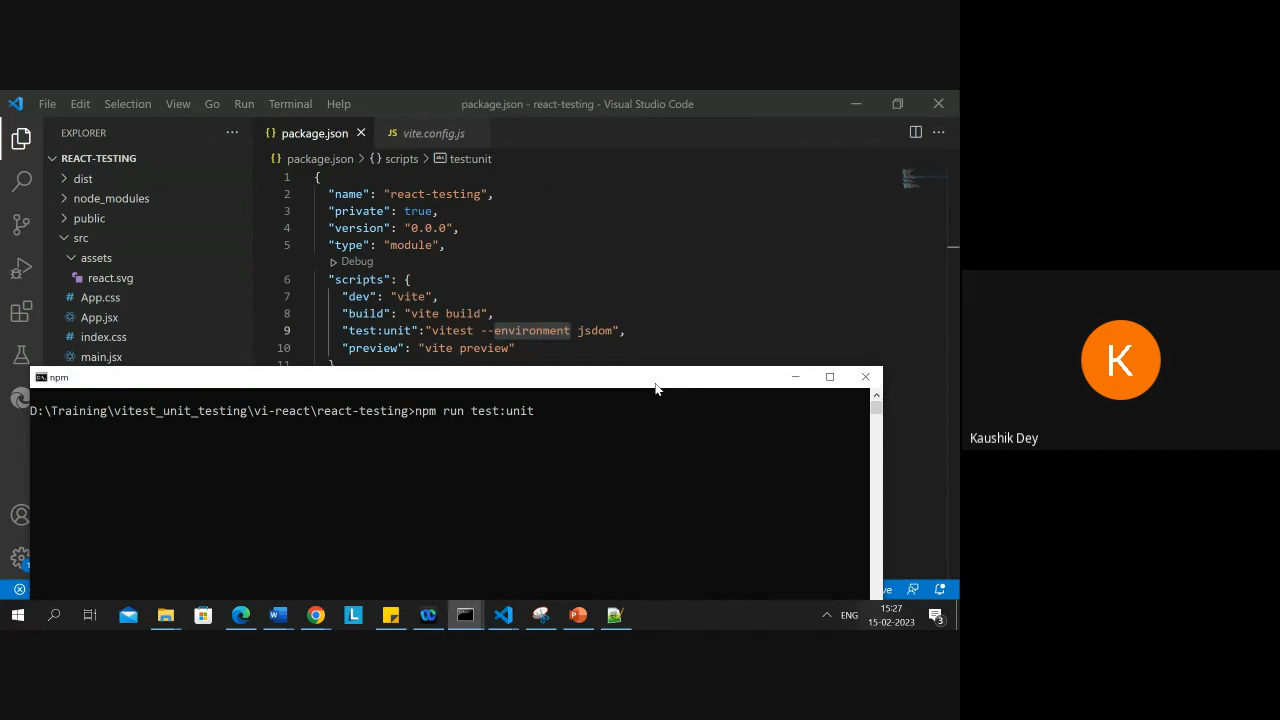 File Edit Selection View Go Run Terminal Help package.json - react-testing - Visual Studio Code
EXPLORER
package.json
JS vite.config.js
REACT-TESTING
package.json > {} scripts > test:unit
dist
node_modules
public
src
assets
react.svg
# App.css
App.jsx
# index.css
main.jsx
1 {
2 "name": "react-testing",
3 "private": true,
4 "version": "0.0.0",
5 "type": "module",
Debug
6 "scripts": {
7 "dev": "vite",
8 "build": "vite build",
9 "test:unit":"vitest --environment jsdom",
10 "preview": "vite preview"
11 }
npm
D:\Training\vitest_unit_testing\vi-react\react-testing>npm run test:unit
K
Kaushik Dey
ENG
15:27
15-02-2023
3